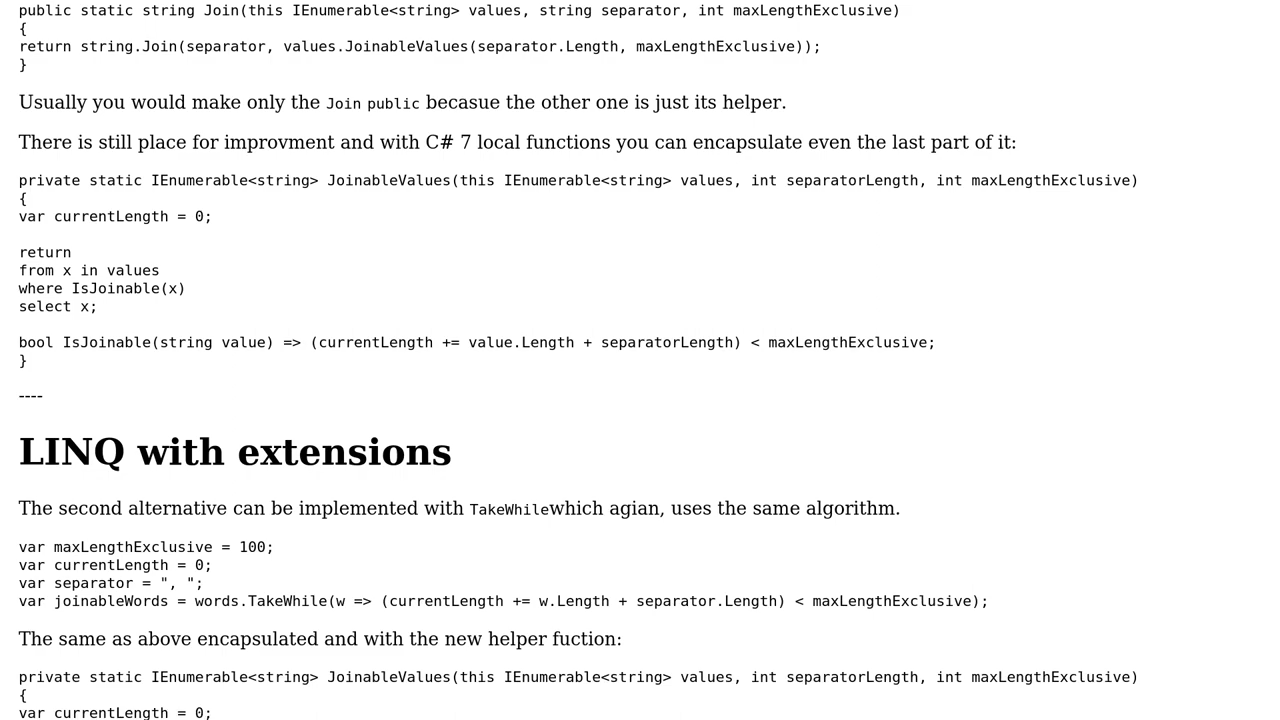 public static string Join(this IEnumerable<string> values, string separator, int maxLengthExclusive)
{
return string.Join(separator, values.JoinableValues(separator.Length, maxLengthExclusive));
}
Usually you would make only the Join public becasue the other one is just its helper.
There is still place for improvment and with C# 7 local functions you can encapsulate even the last part of it:
private static IEnumerable<string> JoinableValues(this IEnumerable<string> values, int separatorLength, int maxLengthExclusive)
{
var currentLength = 0;
return
from x in values
where IsJoinable(x)
select x;
bool IsJoinable(string value) => (currentLength += value.Length + separatorLength) < maxLengthExclusive;
}
----
LINQ with extensions
The second alternative can be implemented with TakeWhilewhich agian, uses the same algorithm.
var maxLengthExclusive = 100;
var currentLength = 0;
var separator = ", ";
var joinableWords = words.TakeWhile(w => (currentLength += w.Length + separator.Length) < maxLengthExclusive);
The same as above encapsulated and with the new helper fuction:
private static IEnumerable<string> JoinableValues(this IEnumerable<string> values, int separatorLength, int maxLengthExclusive)
{
var currentLength = 0;